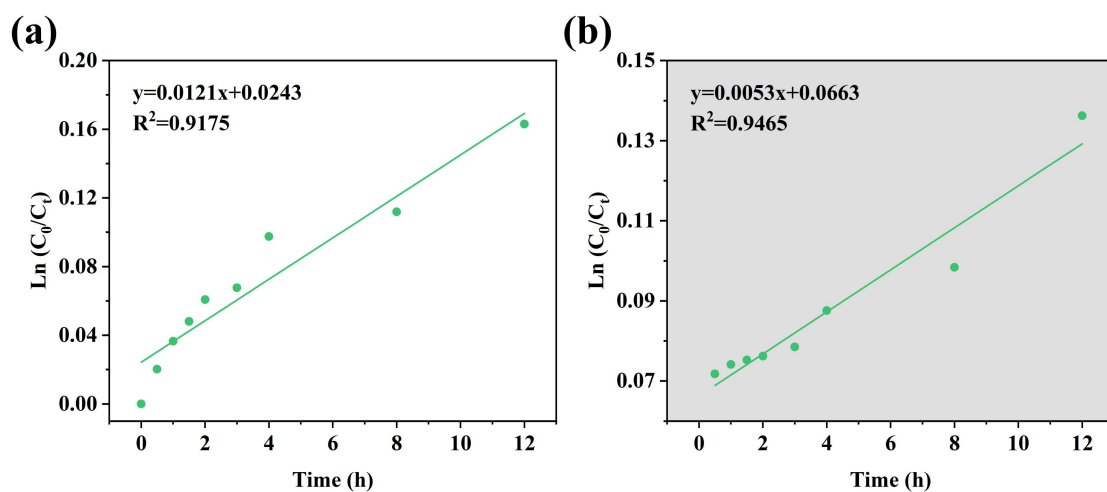 (a)
y=0.0121x+0.0243
R²=0.9175
Ln (C₀/Cₜ)
0.20
0.16
0.12
0.08
0.04
0.00
0 2 4 6 8 10 12
Time (h)
(b)
y=0.0053x+0.0663
R²=0.9465
Ln (C₀/Cₜ)
0.15
0.13
0.11
0.09
0.07
0 2 4 6 8 10 12
Time (h)